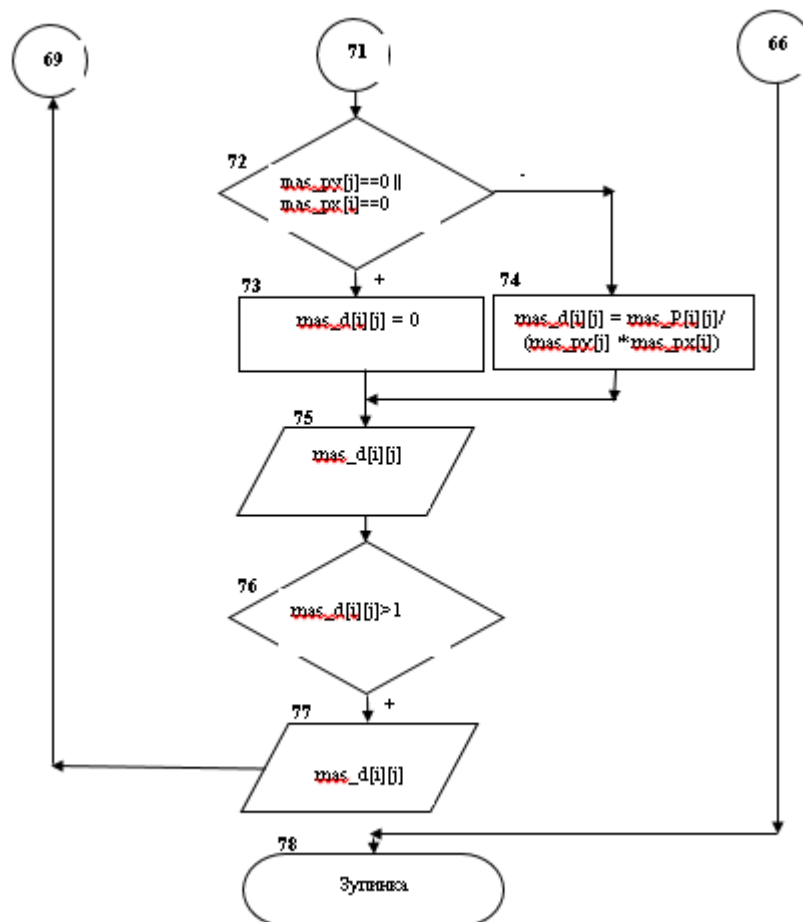 69
71
66
72
mas_py[j]==0 ||
mas_px[i]==0
-
+
73
mas_d[i][j] = 0
74
mas_d[i][j] = mas_P[i][j]/
(mas_py[j] *mas_px[i])
75
mas_d[i][j]
76
mas_d[i][j]>1
+
77
mas_d[i][j]
78
Зупинка